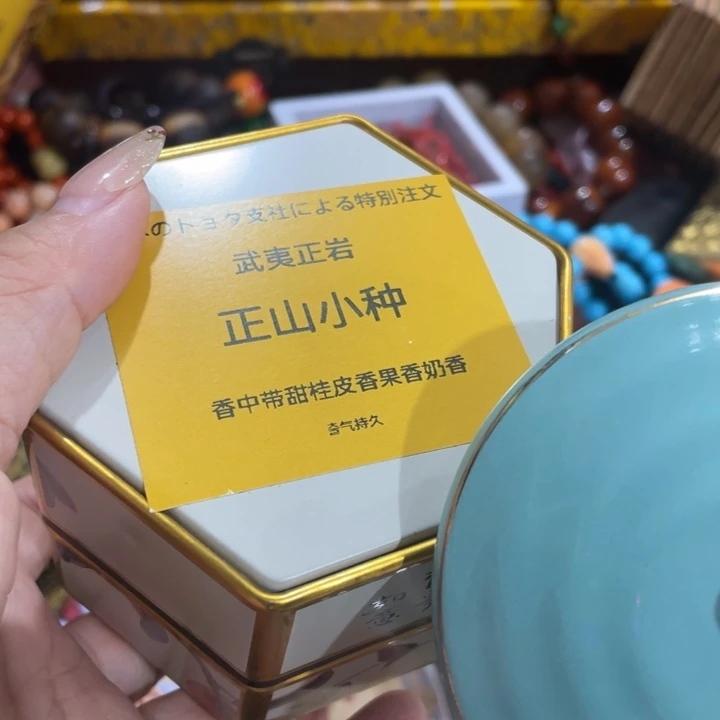 のトヨタ支社による特別注文
武夷正岩
正山小种
香中带甜桂皮香果香奶香
香气持久